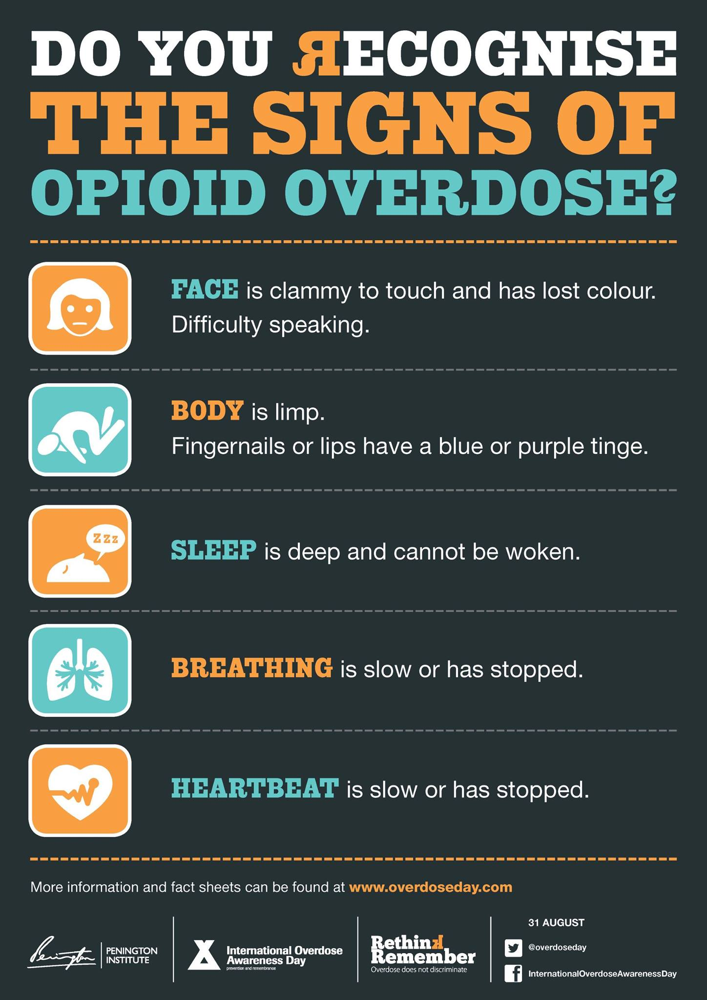 DO YOU RECOGNISE
THE SIGNS OF
OPIOID OVERDOSE?
FACE is clammy to touch and has lost colour.
Difficulty speaking.
BODY is limp.
Fingernails or lips have a blue or purple tinge.
ZZZ
SLEEP is deep and cannot be woken.
BREATHING is slow or has stopped.
HEARTBEAT is slow or has stopped.
More information and fact sheets can be found at www.overdoseday.com
Penington
PENINGTON
INSTITUTE
International Overdose
Awareness Day
prevention and remembrance
Rethink
Remember
Overdose does not discriminate
31 AUGUST
@overdoseday
InternationalOverdoseAwarenessDay